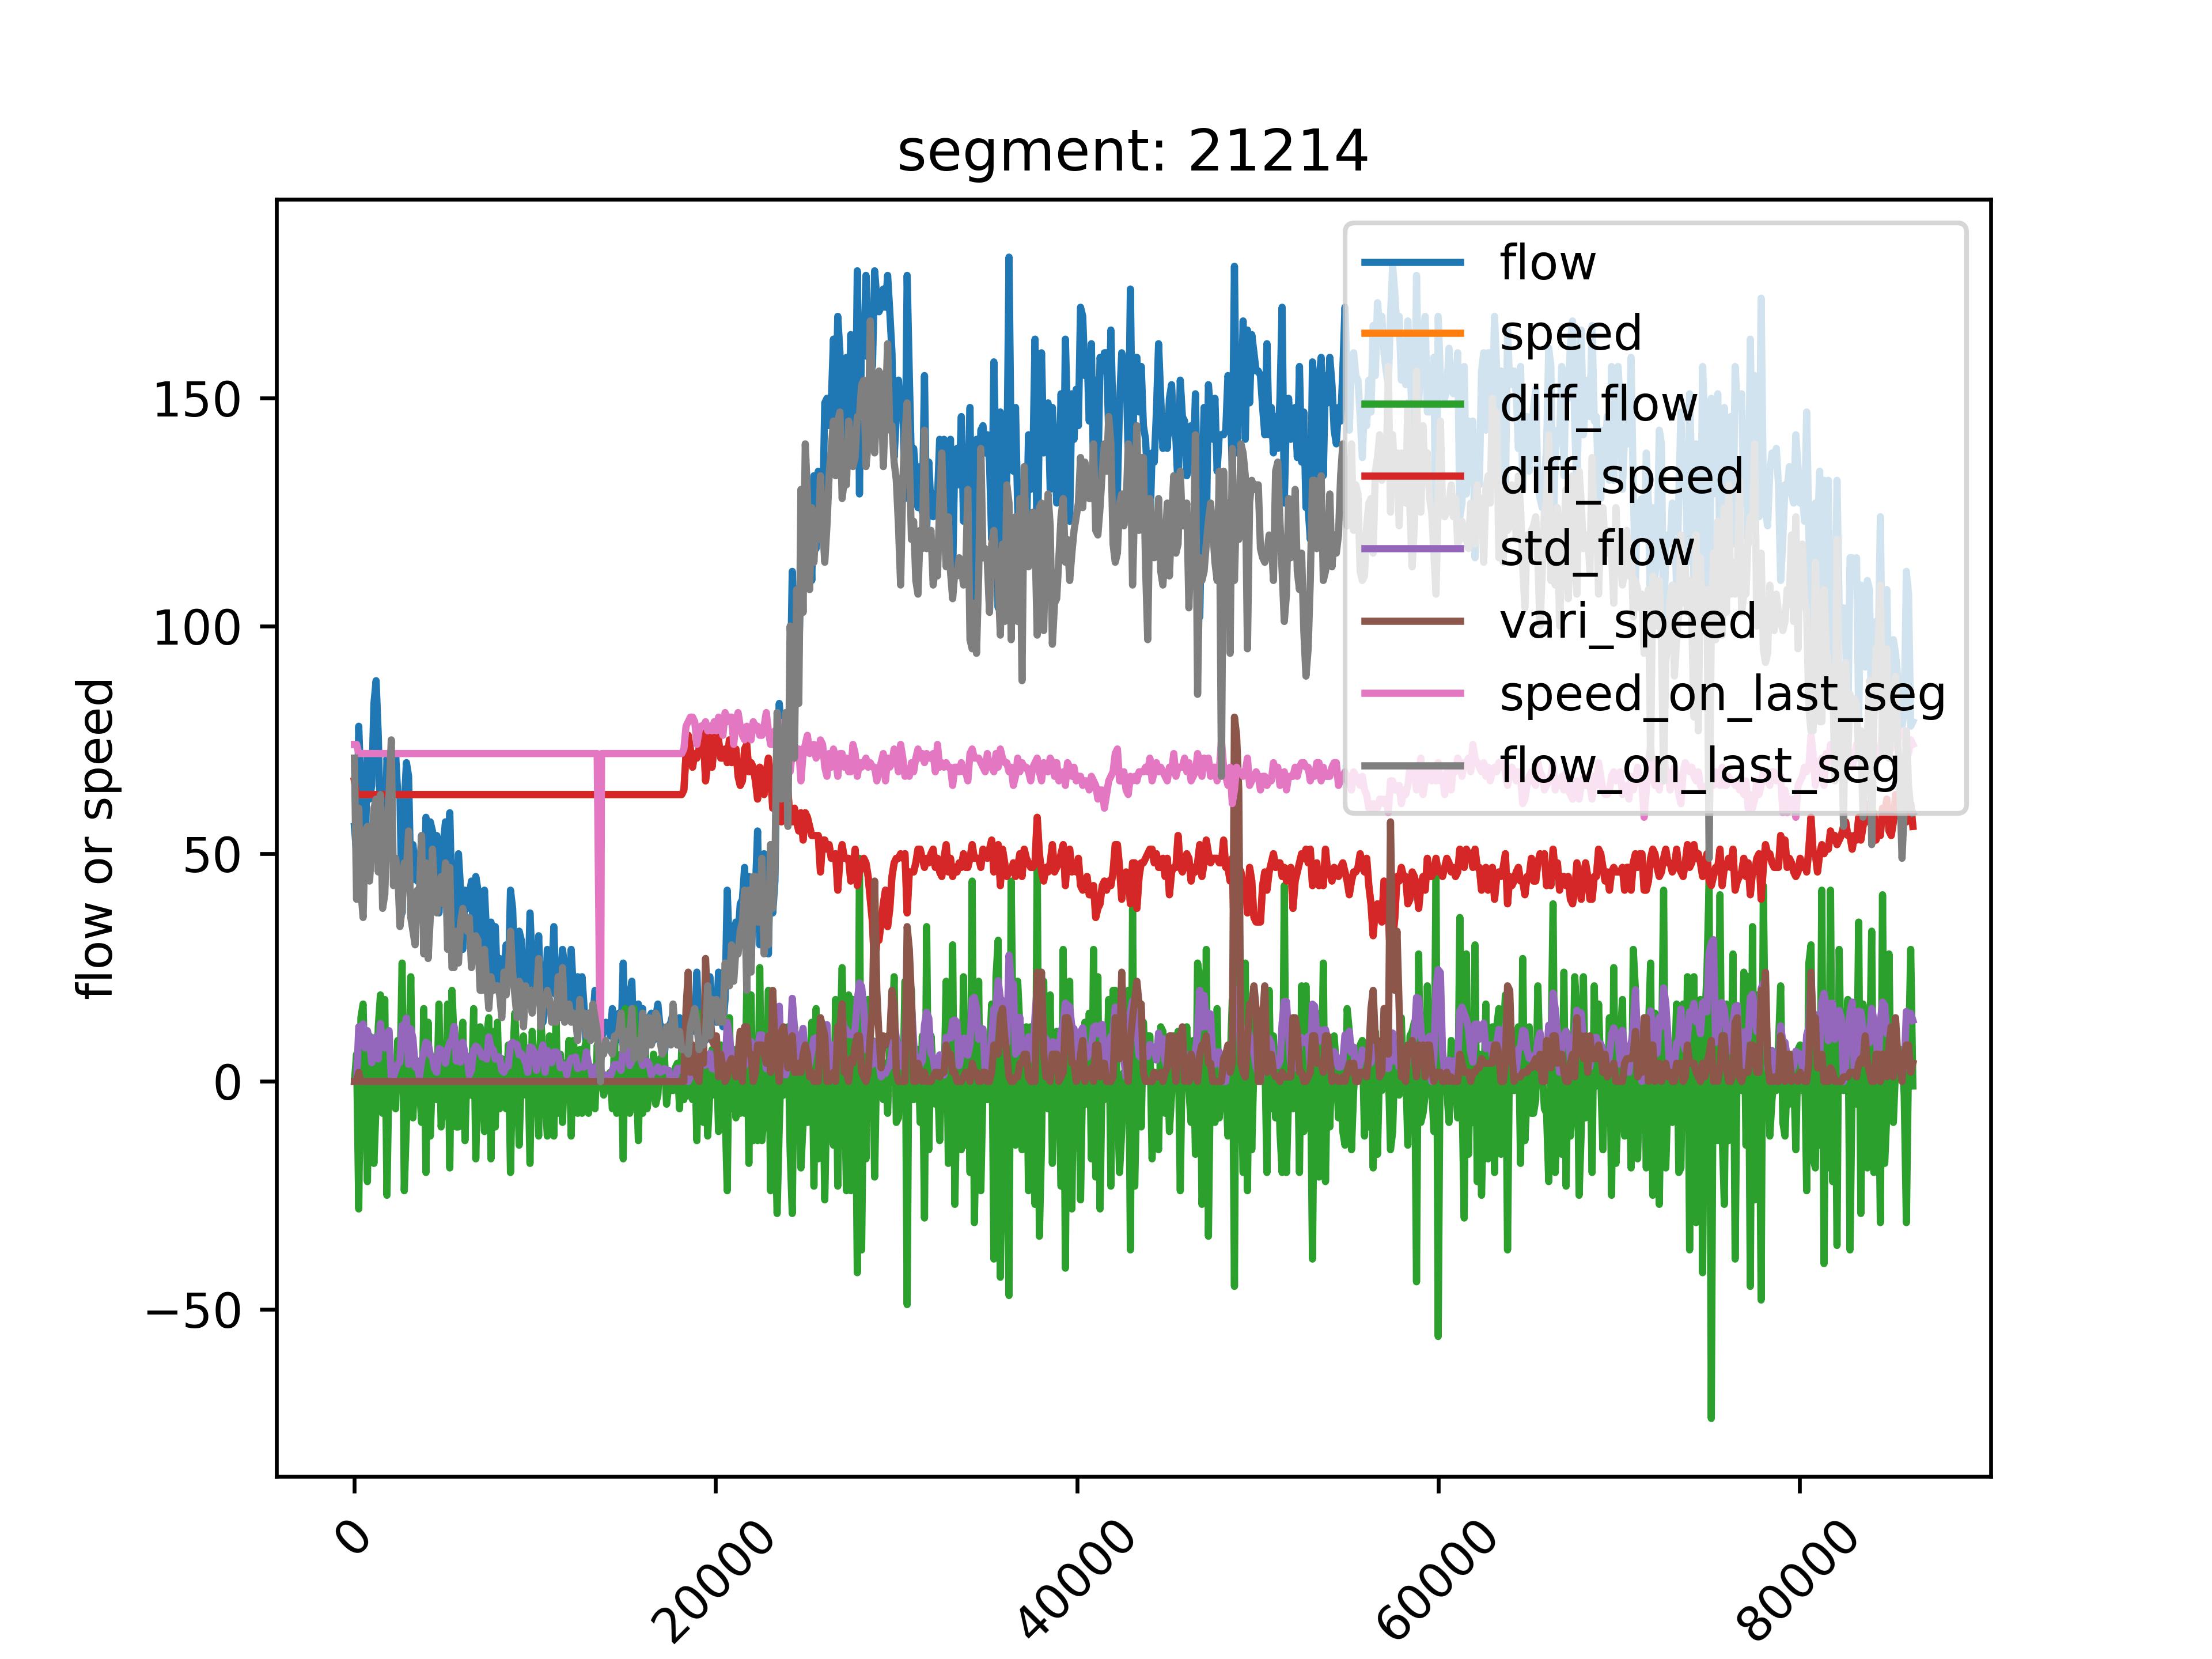 segment: 21214
flow or speed
150
100
50
0
−50
flow
speed
diff_flow
diff_speed
std_flow
vari_speed
speed_on_last_seg
flow_on_last_seg
0
20000
40000
60000
80000